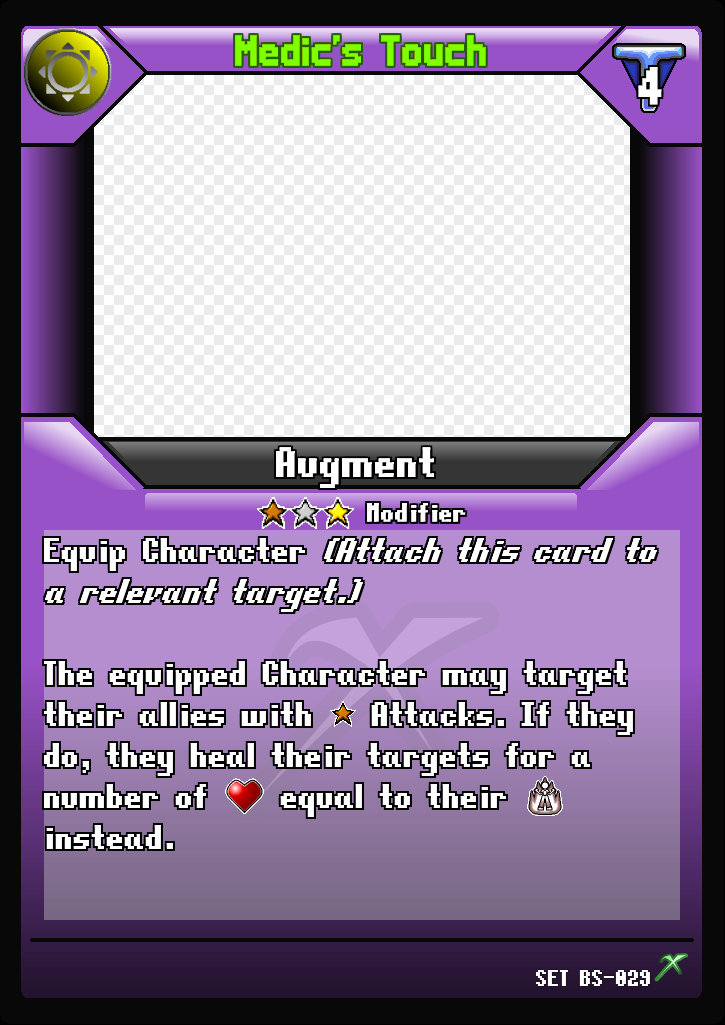 Medic's Touch
4
Augment
Modifier
Equip Character (Attach this card to
a relevant target.)
The equipped Character may target
their allies with Attacks. If they
do, they heal their targets for a
number of equal to their
instead.
SET BS-029